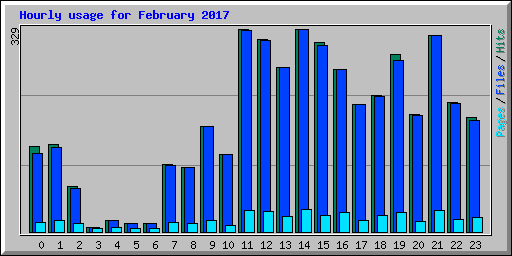 Hourly usage for February 2017
329
Pages / Files / Hits
0 1 2 3 4 5 6 7 8 9 10 11 12 13 14 15 16 17 18 19 20 21 22 23